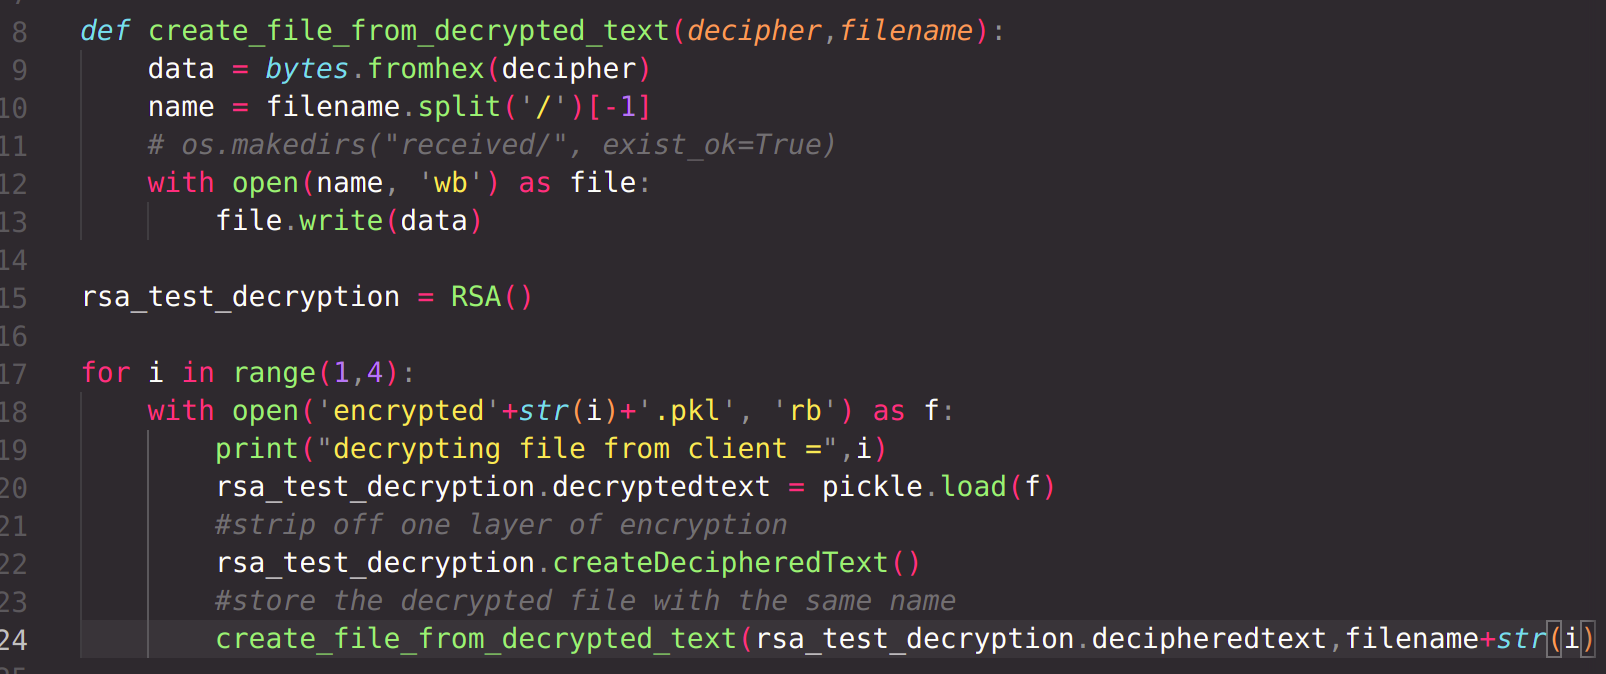 8 def create_file_from_decrypted_text(decipher,filename):
9 data = bytes.fromhex(decipher)
10 name = filename.split('/')[-1]
11 # os.makedirs("received/", exist_ok=True)
12 with open(name, 'wb') as file:
13 file.write(data)
14
15 rsa_test_decryption = RSA()
16
17 for i in range(1,4):
18 with open('encrypted'+str(i)+'.pkl', 'rb') as f:
19 print("decrypting file from client =",i)
20 rsa_test_decryption.decryptedtext = pickle.load(f)
21 #strip off one layer of encryption
22 rsa_test_decryption.createDecipheredText()
23 #store the decrypted file with the same name
24 create_file_from_decrypted_text(rsa_test_decryption.decipheredtext,filename+str(i)